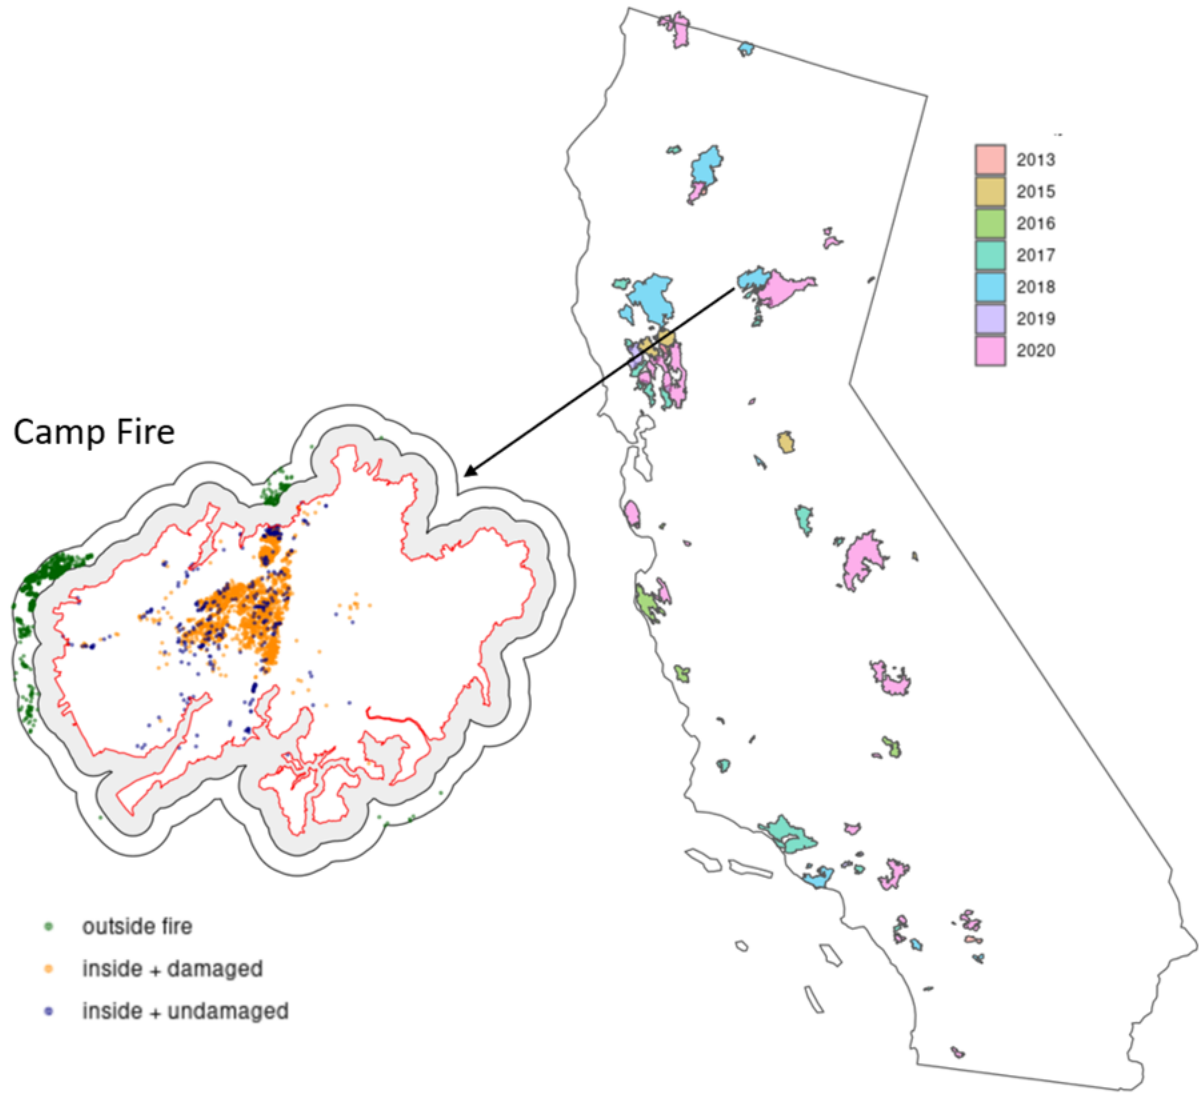 2013
2015
2016
2017
2018
2019
2020
Camp Fire
outside fire
inside + damaged
inside + undamaged